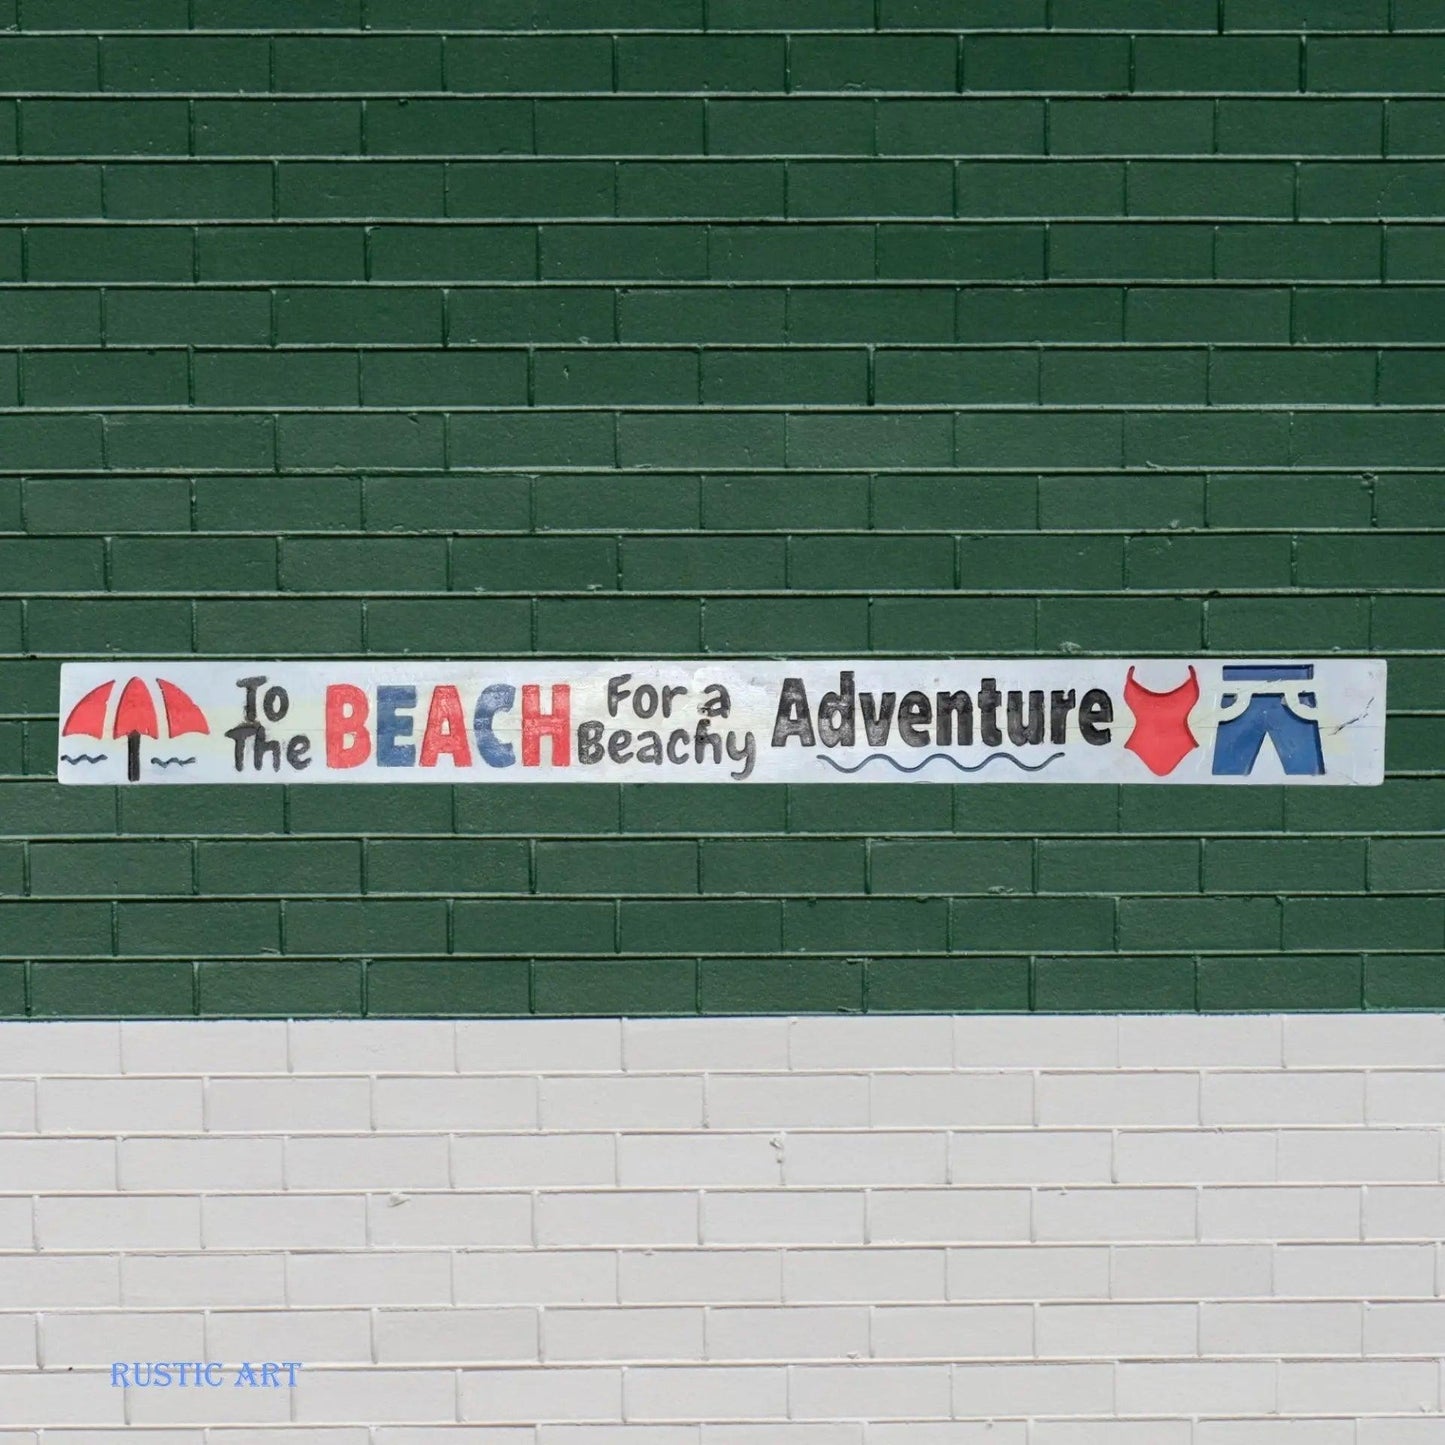 To
The
BEACH
For a
Beachy
Adventure
RUSTIC ART